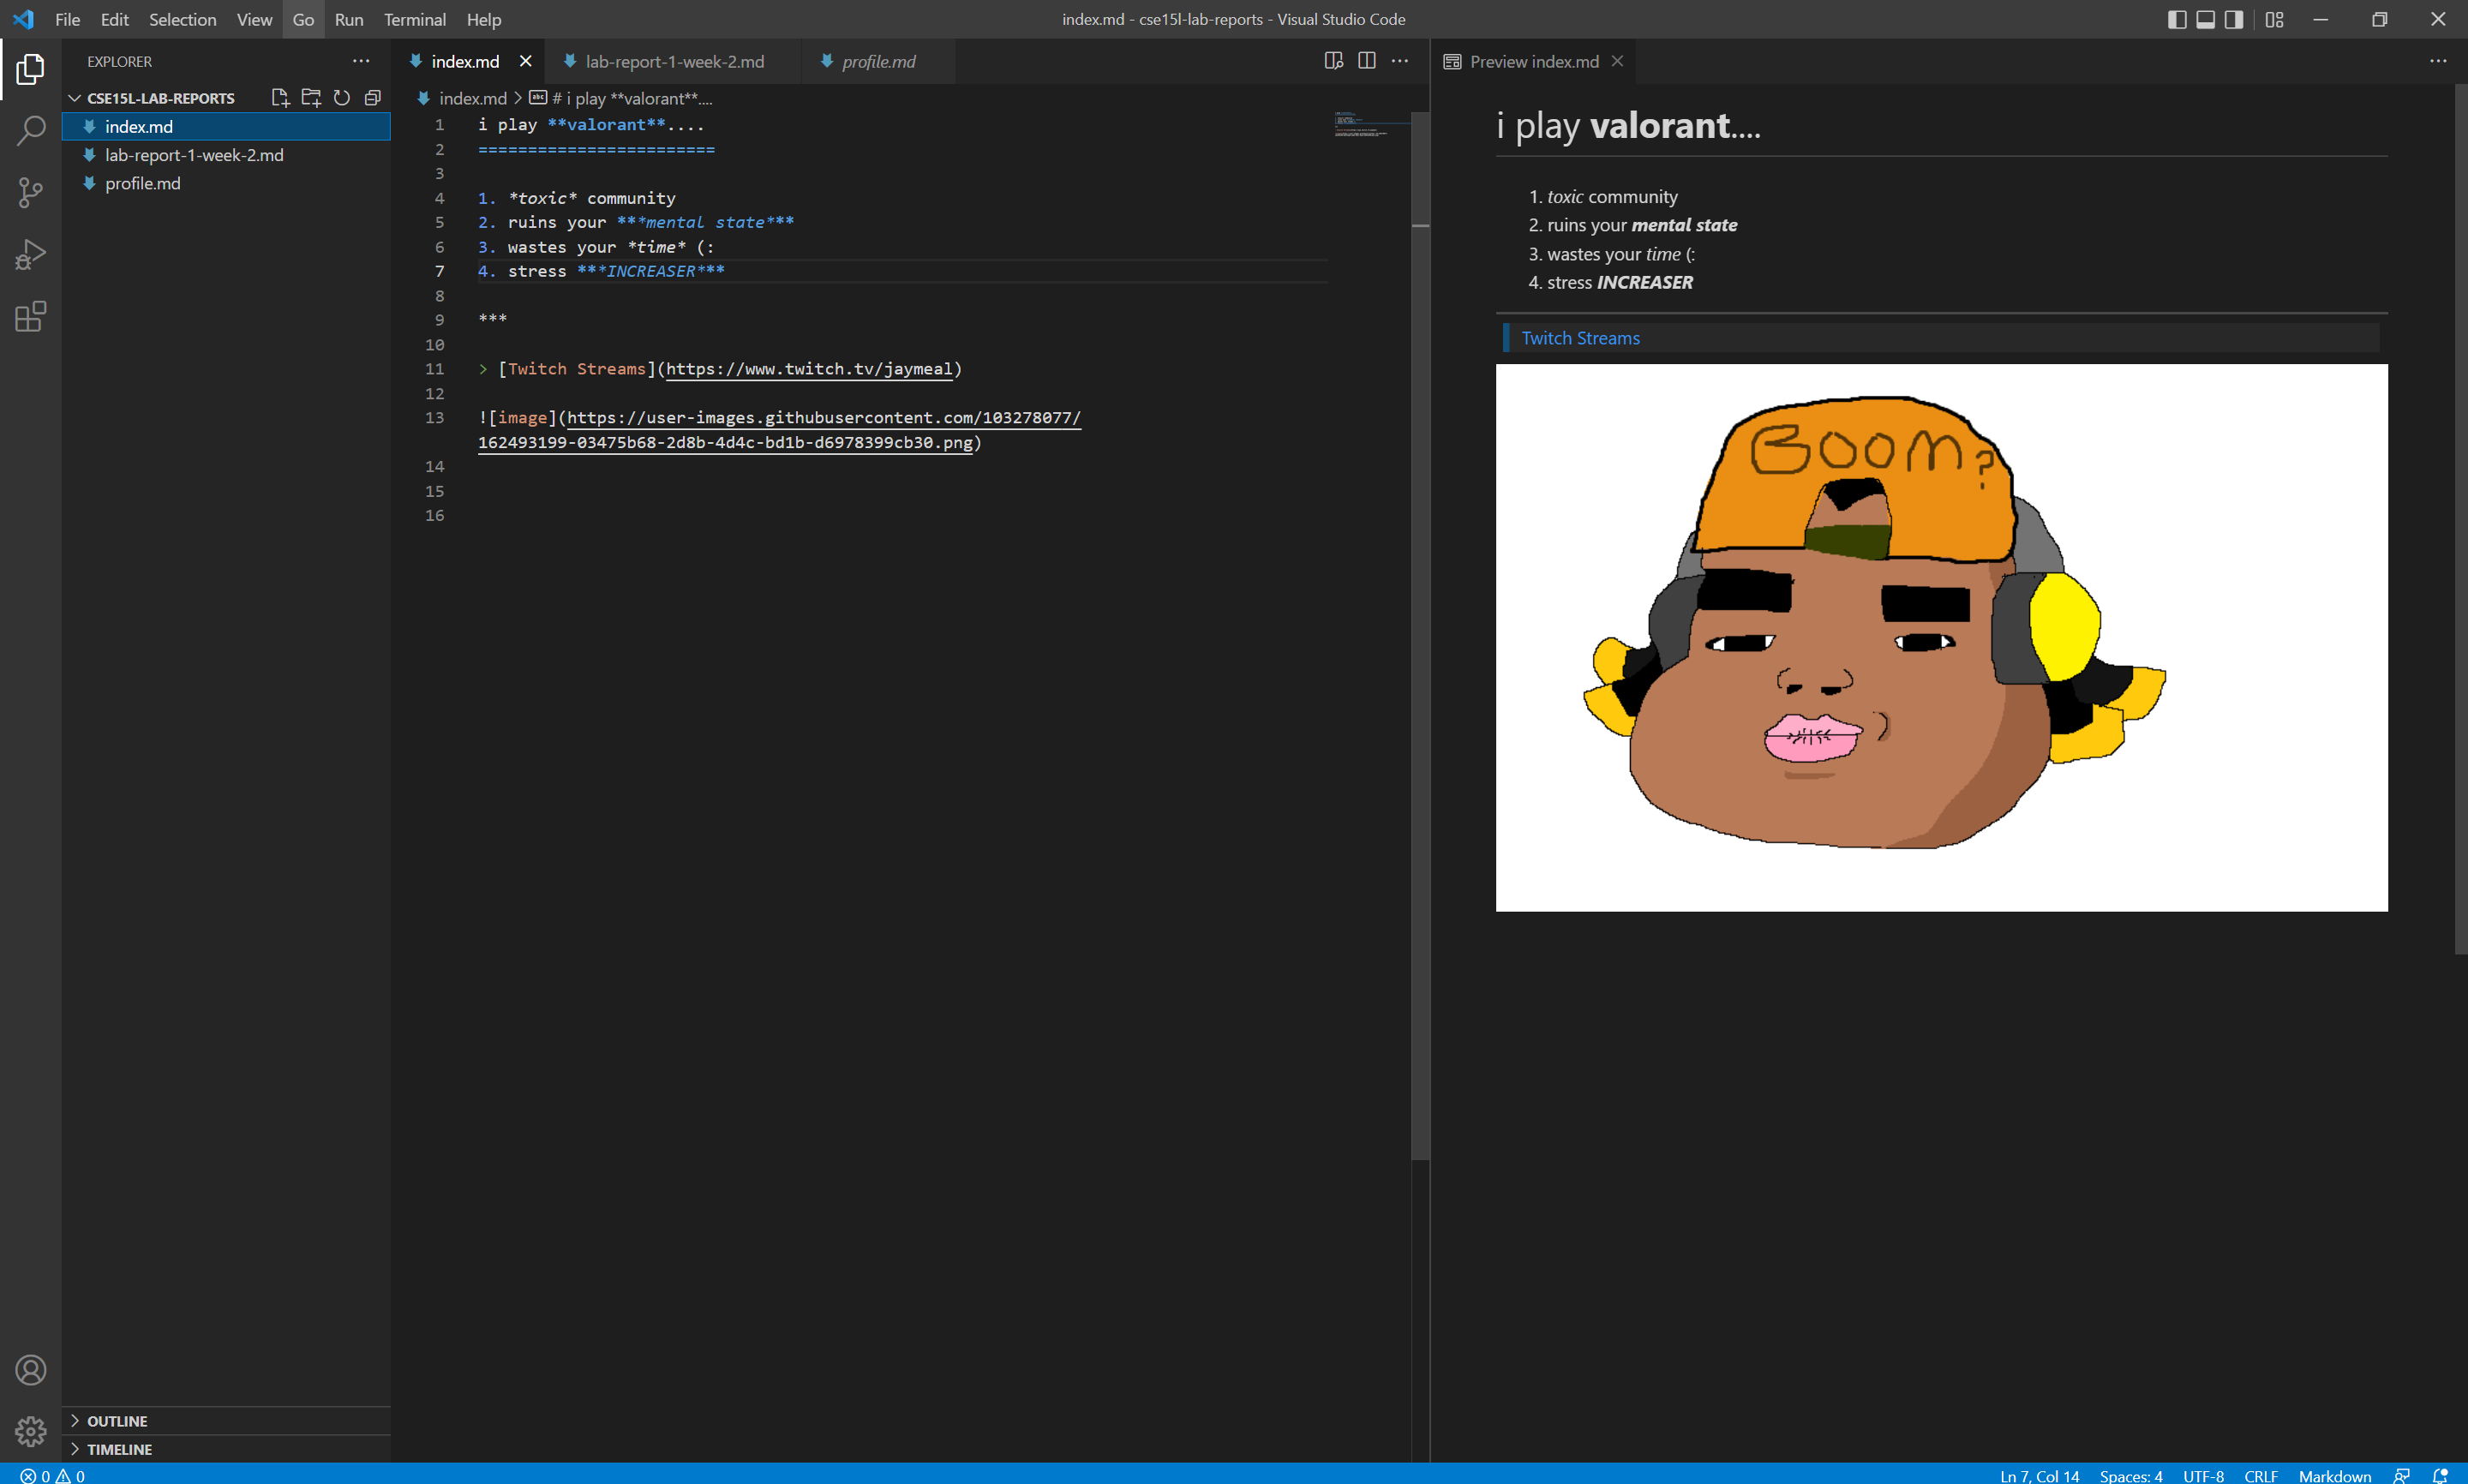 File Edit Selection View Go Run Terminal Help
index.md - cse15l-lab-reports - Visual Studio Code
EXPLORER
CSE15L-LAB-REPORTS
index.md
lab-report-1-week-2.md
profile.md
OUTLINE
TIMELINE
index.md lab-report-1-week-2.md profile.md
index.md > # i play **valorant**....
1 i play **valorant**....
2 ========================
3
4 1. *toxic* community
5 2. ruins your ***mental state***
6 3. wastes your *time* (:
7 4. stress ***INCREASER***
8
9 ***
10
11 > [Twitch Streams](https://www.twitch.tv/jaymeal)
12
13 ![image](https://user-images.githubusercontent.com/103278077/
162493199-03475b68-2d8b-4d4c-bd1b-d6978399cb30.png)
14
15
16
Preview index.md
i play valorant....
1. toxic community
2. ruins your mental state
3. wastes your time (:
4. stress INCREASER
Twitch Streams
BOOM?
0 0
Ln 7, Col 14 Spaces: 4 UTF-8 CRLF Markdown